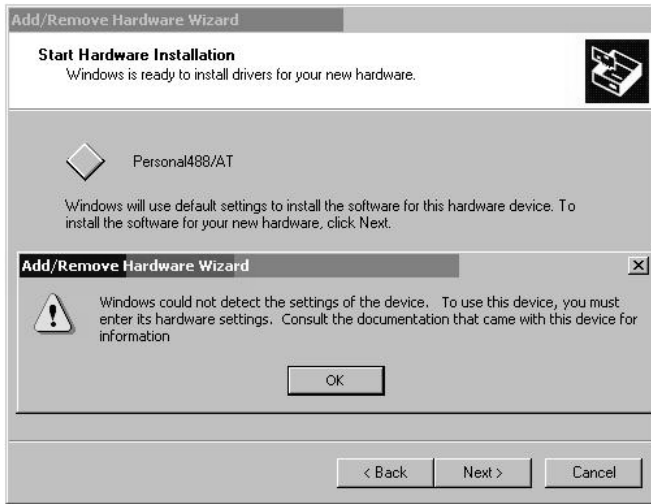 Add/Remove Hardware Wizard
Start Hardware Installation
Windows is ready to install drivers for your new hardware.
Personal488/AT
Windows will use default settings to install the software for this hardware device. To
install the software for your new hardware, click Next.
Add/Remove Hardware Wizard
Windows could not detect the settings of the device. To use this device, you must
enter its hardware settings. Consult the documentation that came with this device for
information
OK
< Back Next > Cancel